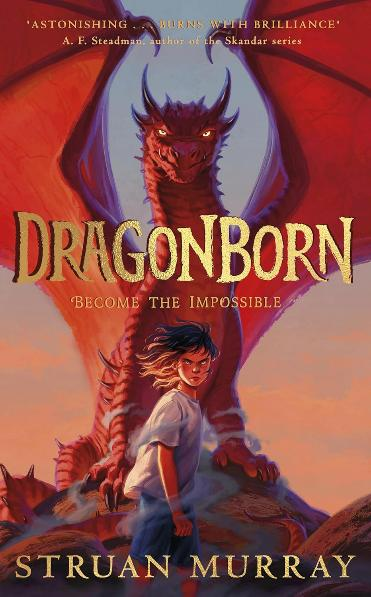 'ASTONISHING . . . BURNS WITH BRILLIANCE'
A. F. Steadman, author of the Skandar series
DRAGONBORN
BECOME THE IMPOSSIBLE
STRUAN MURRAY